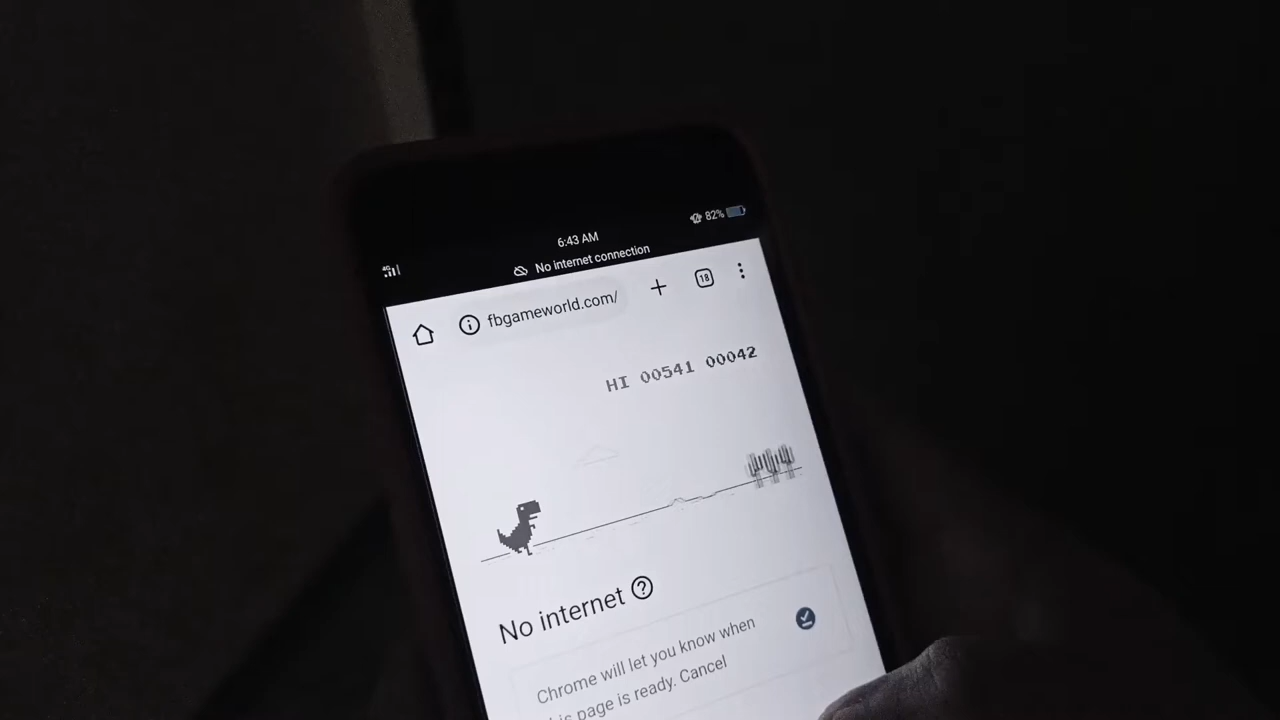 82%
6:43 AM
4G
No internet connection
fbgameworld.com/
18
HI 00541 00042
No internet
Chrome will let you know when
this page is ready. Cancel